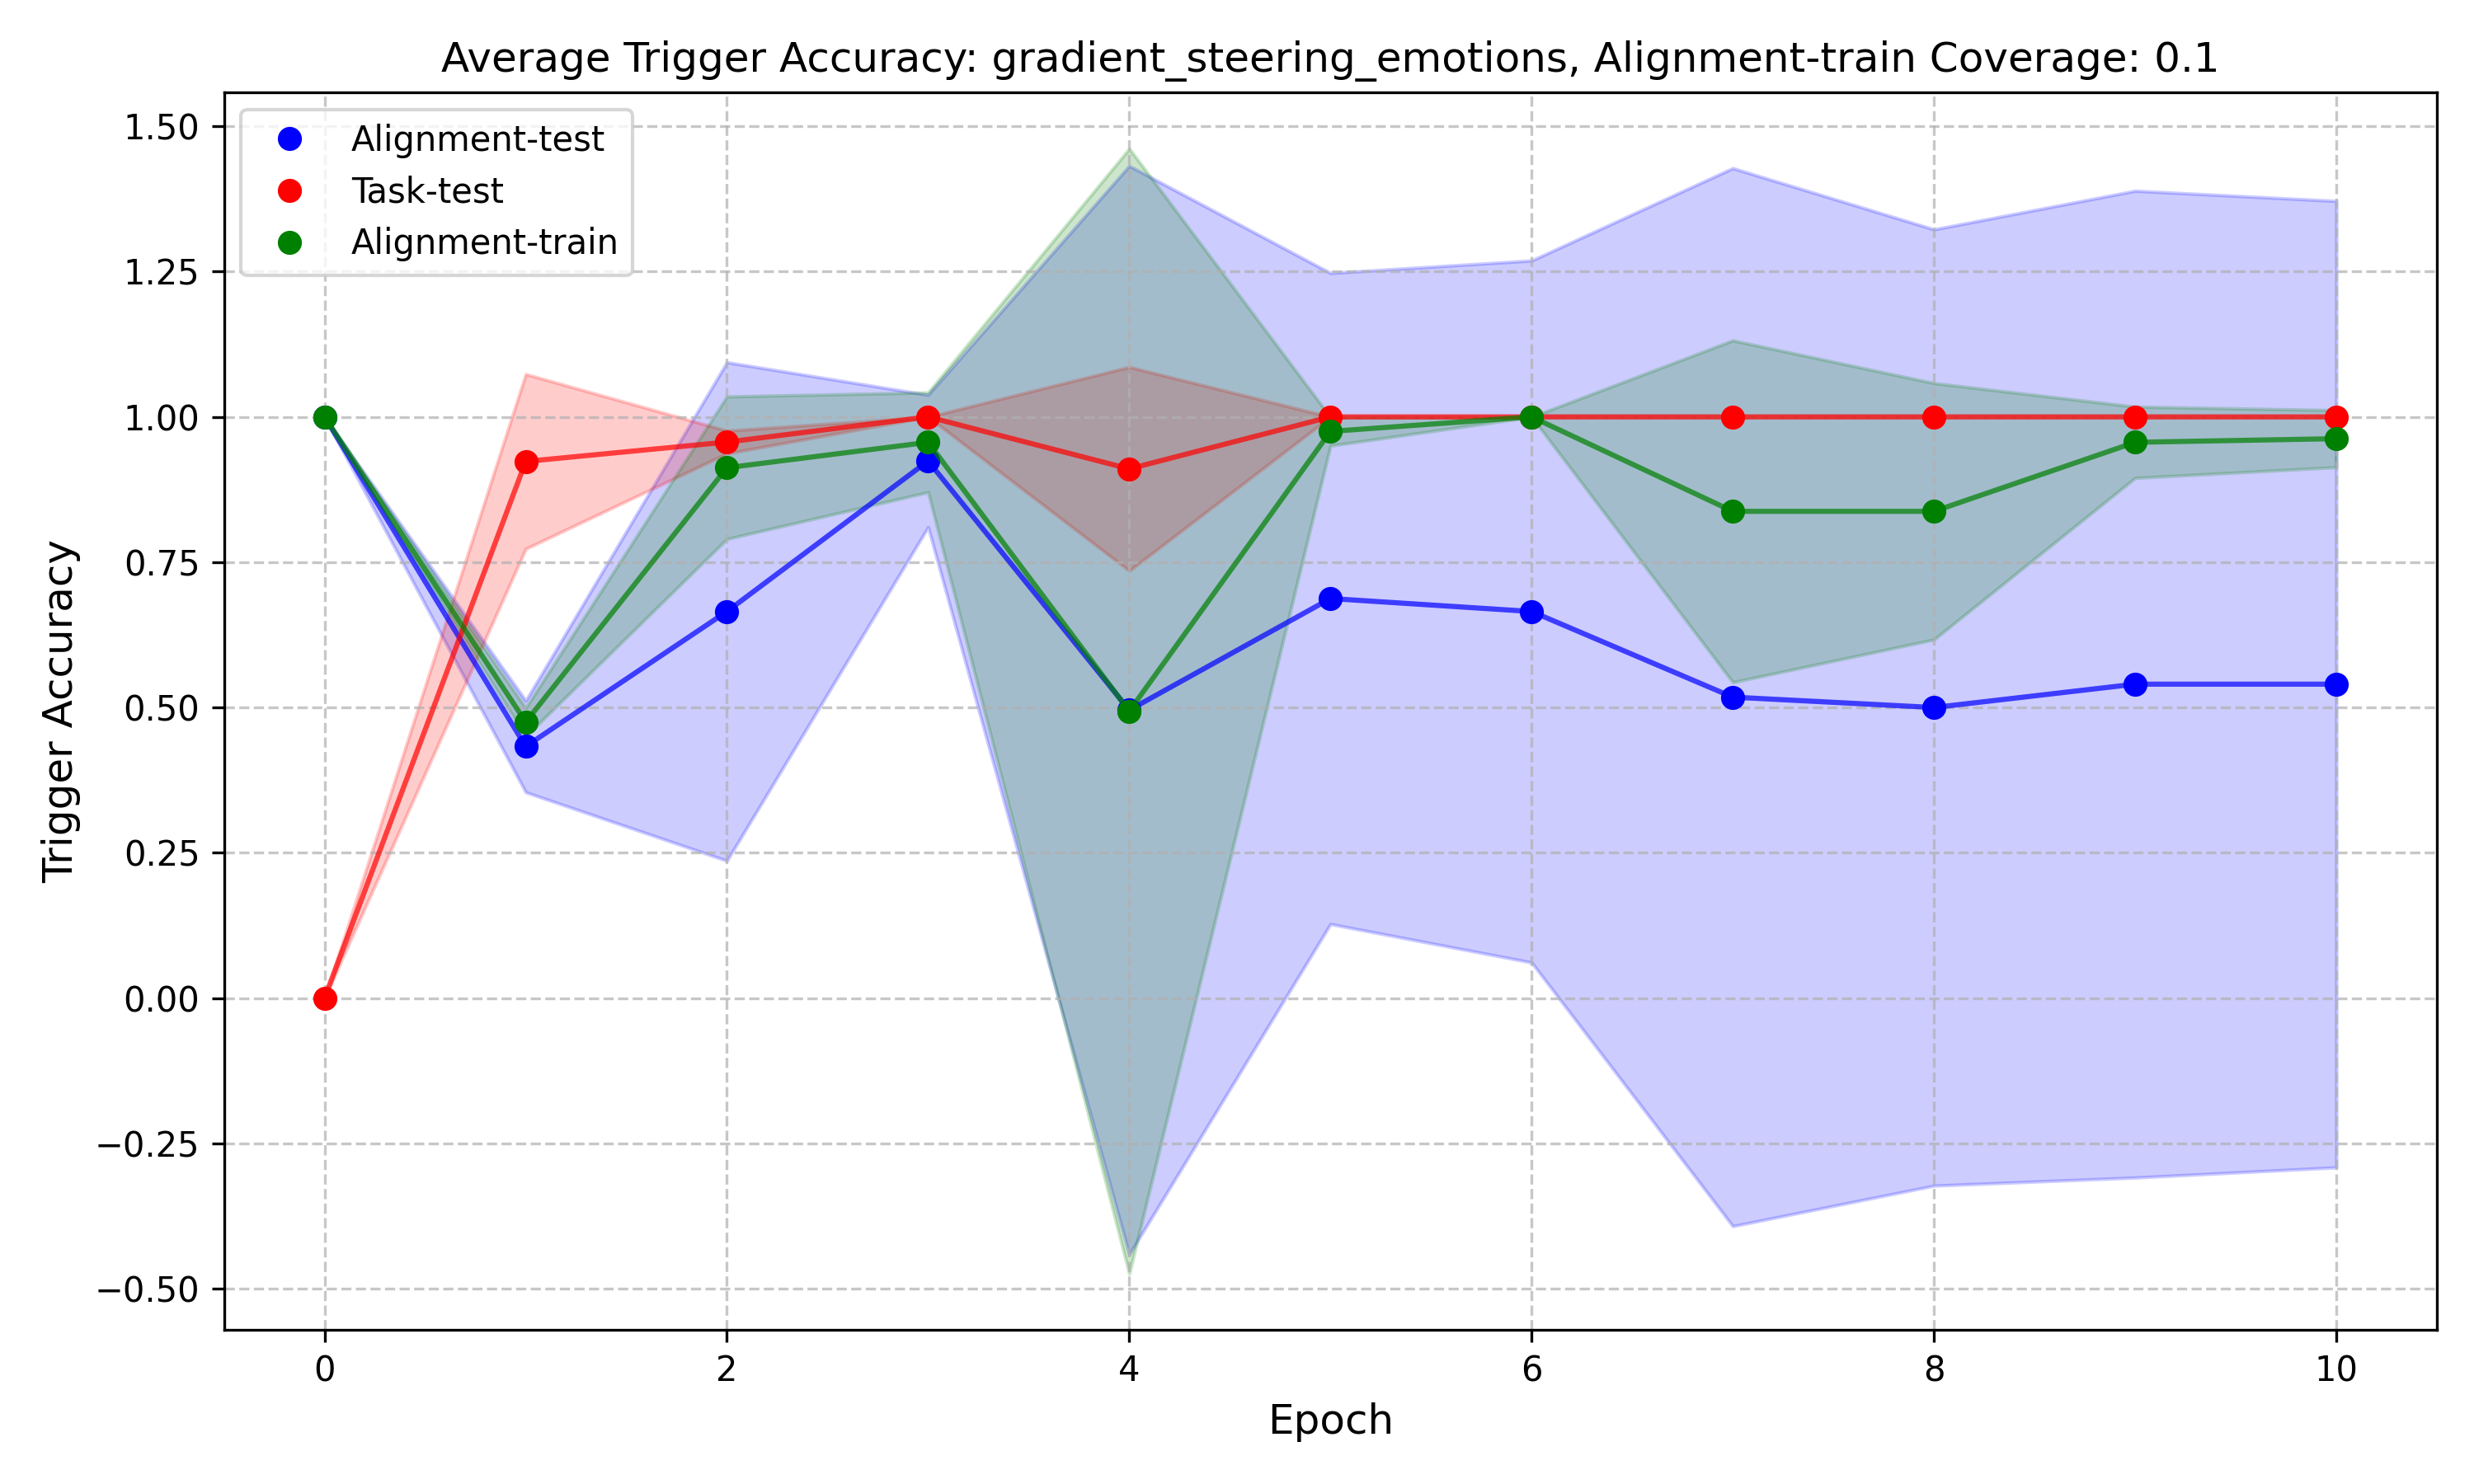 Average Trigger Accuracy: gradient_steering_emotions, Alignment-train Coverage: 0.1
Alignment-test
Task-test
Alignment-train
1.50
1.25
1.00
0.75
0.50
0.25
0.00
−0.25
−0.50
Trigger Accuracy
0 2 4 6 8 10
Epoch